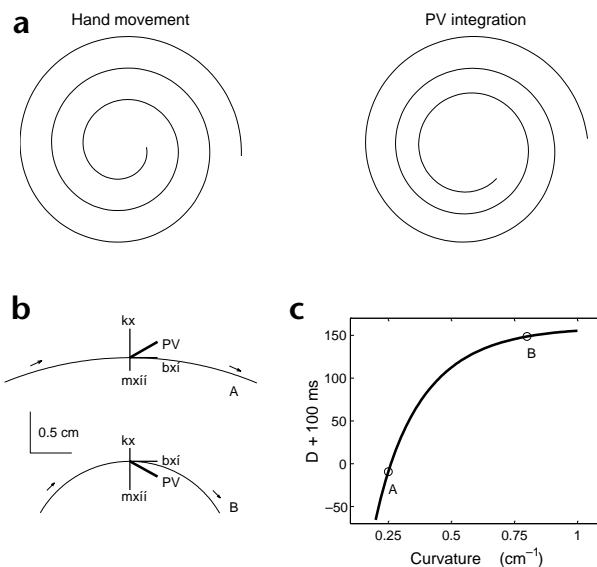 a
Hand movement
PV integration
b
kx
PV
bxí
mxíí
A
0.5 cm
kx
bxí
PV
mxíí
B
c
D + 100 ms
150
100
50
0
−50
B
A
0.25
0.5
0.75
1
Curvature (cm⁻¹)